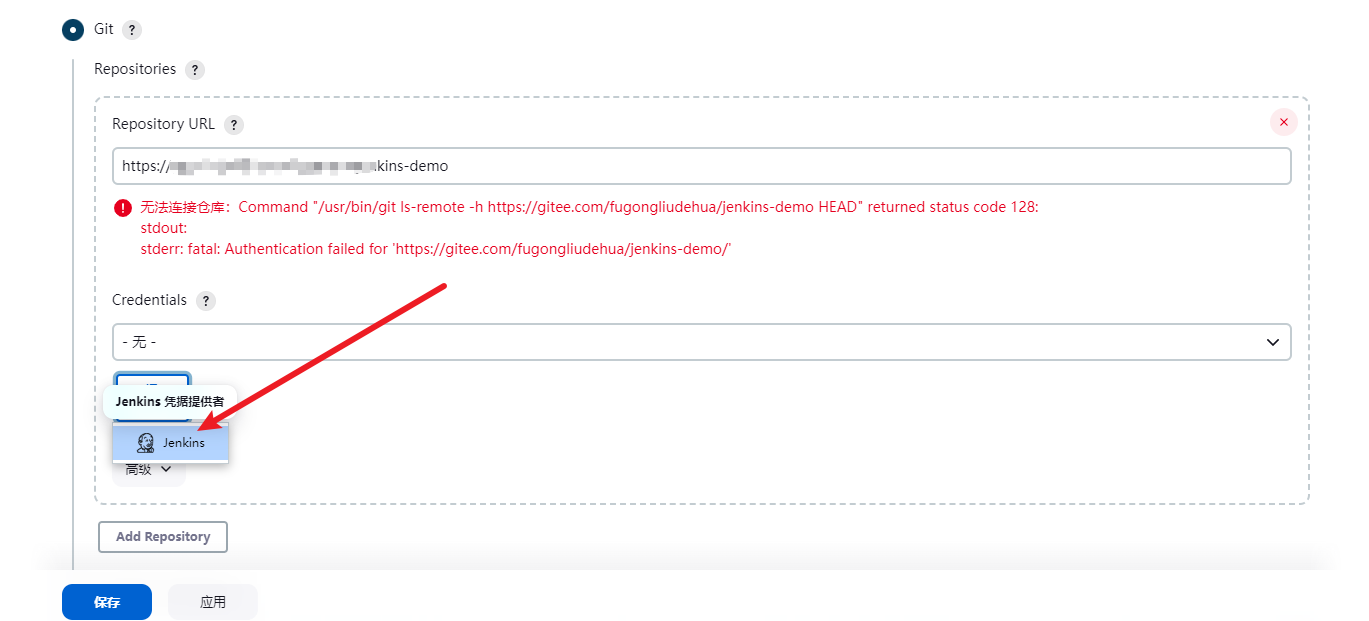 Git ?
Repositories ?
Repository URL ?
https:// kins-demo
无法连接仓库：Command "/usr/bin/git ls-remote -h https://gitee.com/fugongliudehua/jenkins-demo HEAD" returned status code 128:
stdout:
stderr: fatal: Authentication failed for 'https://gitee.com/fugongliudehua/jenkins-demo/'
Credentials ?
- 无 -
Jenkins 凭据提供者
Jenkins
高级
Add Repository
保存
应用